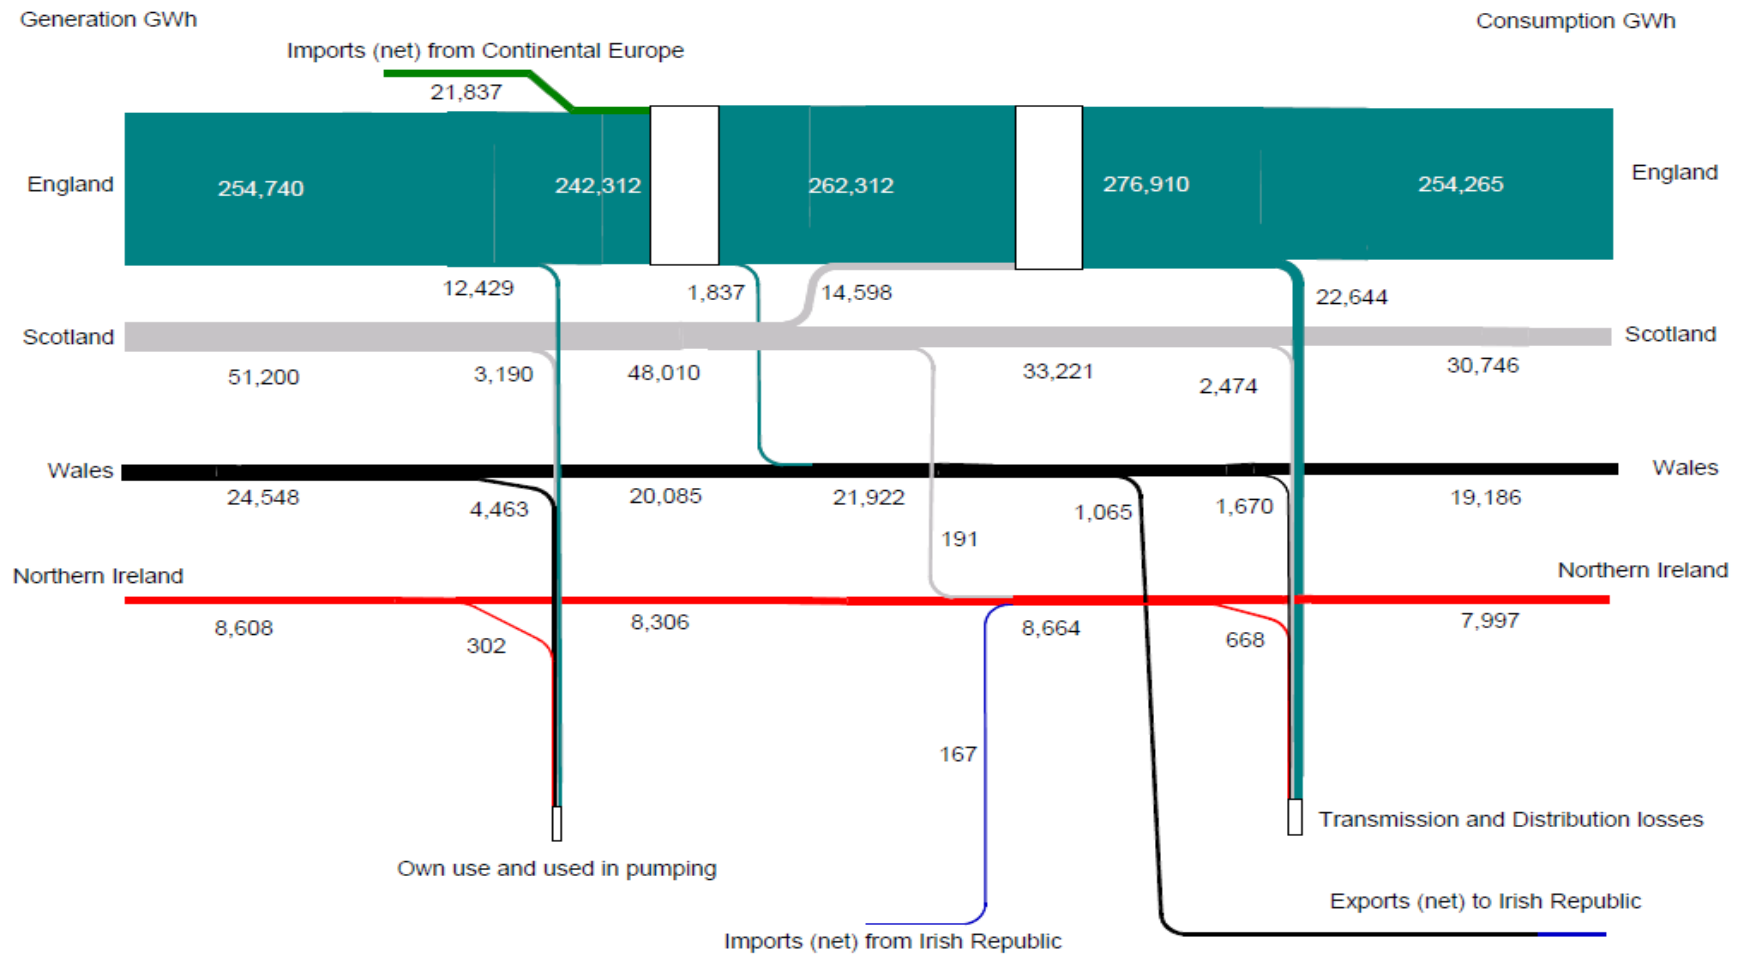 Generation GWh
Consumption GWh
Imports (net) from Continental Europe
21,837
England
254,740
242,312
262,312
276,910
254,265
England
12,429
1,837
14,598
22,644
Scotland
Scotland
51,200
3,190
48,010
33,221
2,474
30,746
Wales
Wales
24,548
4,463
20,085
21,922
1,065
1,670
19,186
191
Northern Ireland
Northern Ireland
8,608
302
8,306
8,664
668
7,997
167
Transmission and Distribution losses
Own use and used in pumping
Exports (net) to Irish Republic
Imports (net) from Irish Republic